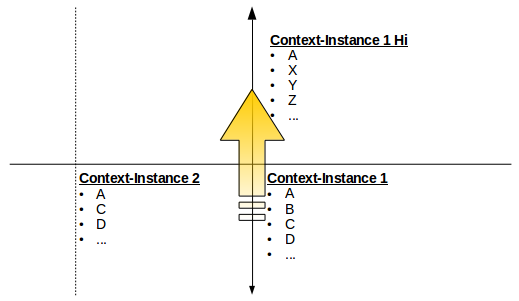 Context-Instance 1 Hi
• A
• X
• Y
• Z
• ...
Context-Instance 2
• A
• C
• D
• ...
Context-Instance 1
• A
• B
• C
• D
• ...